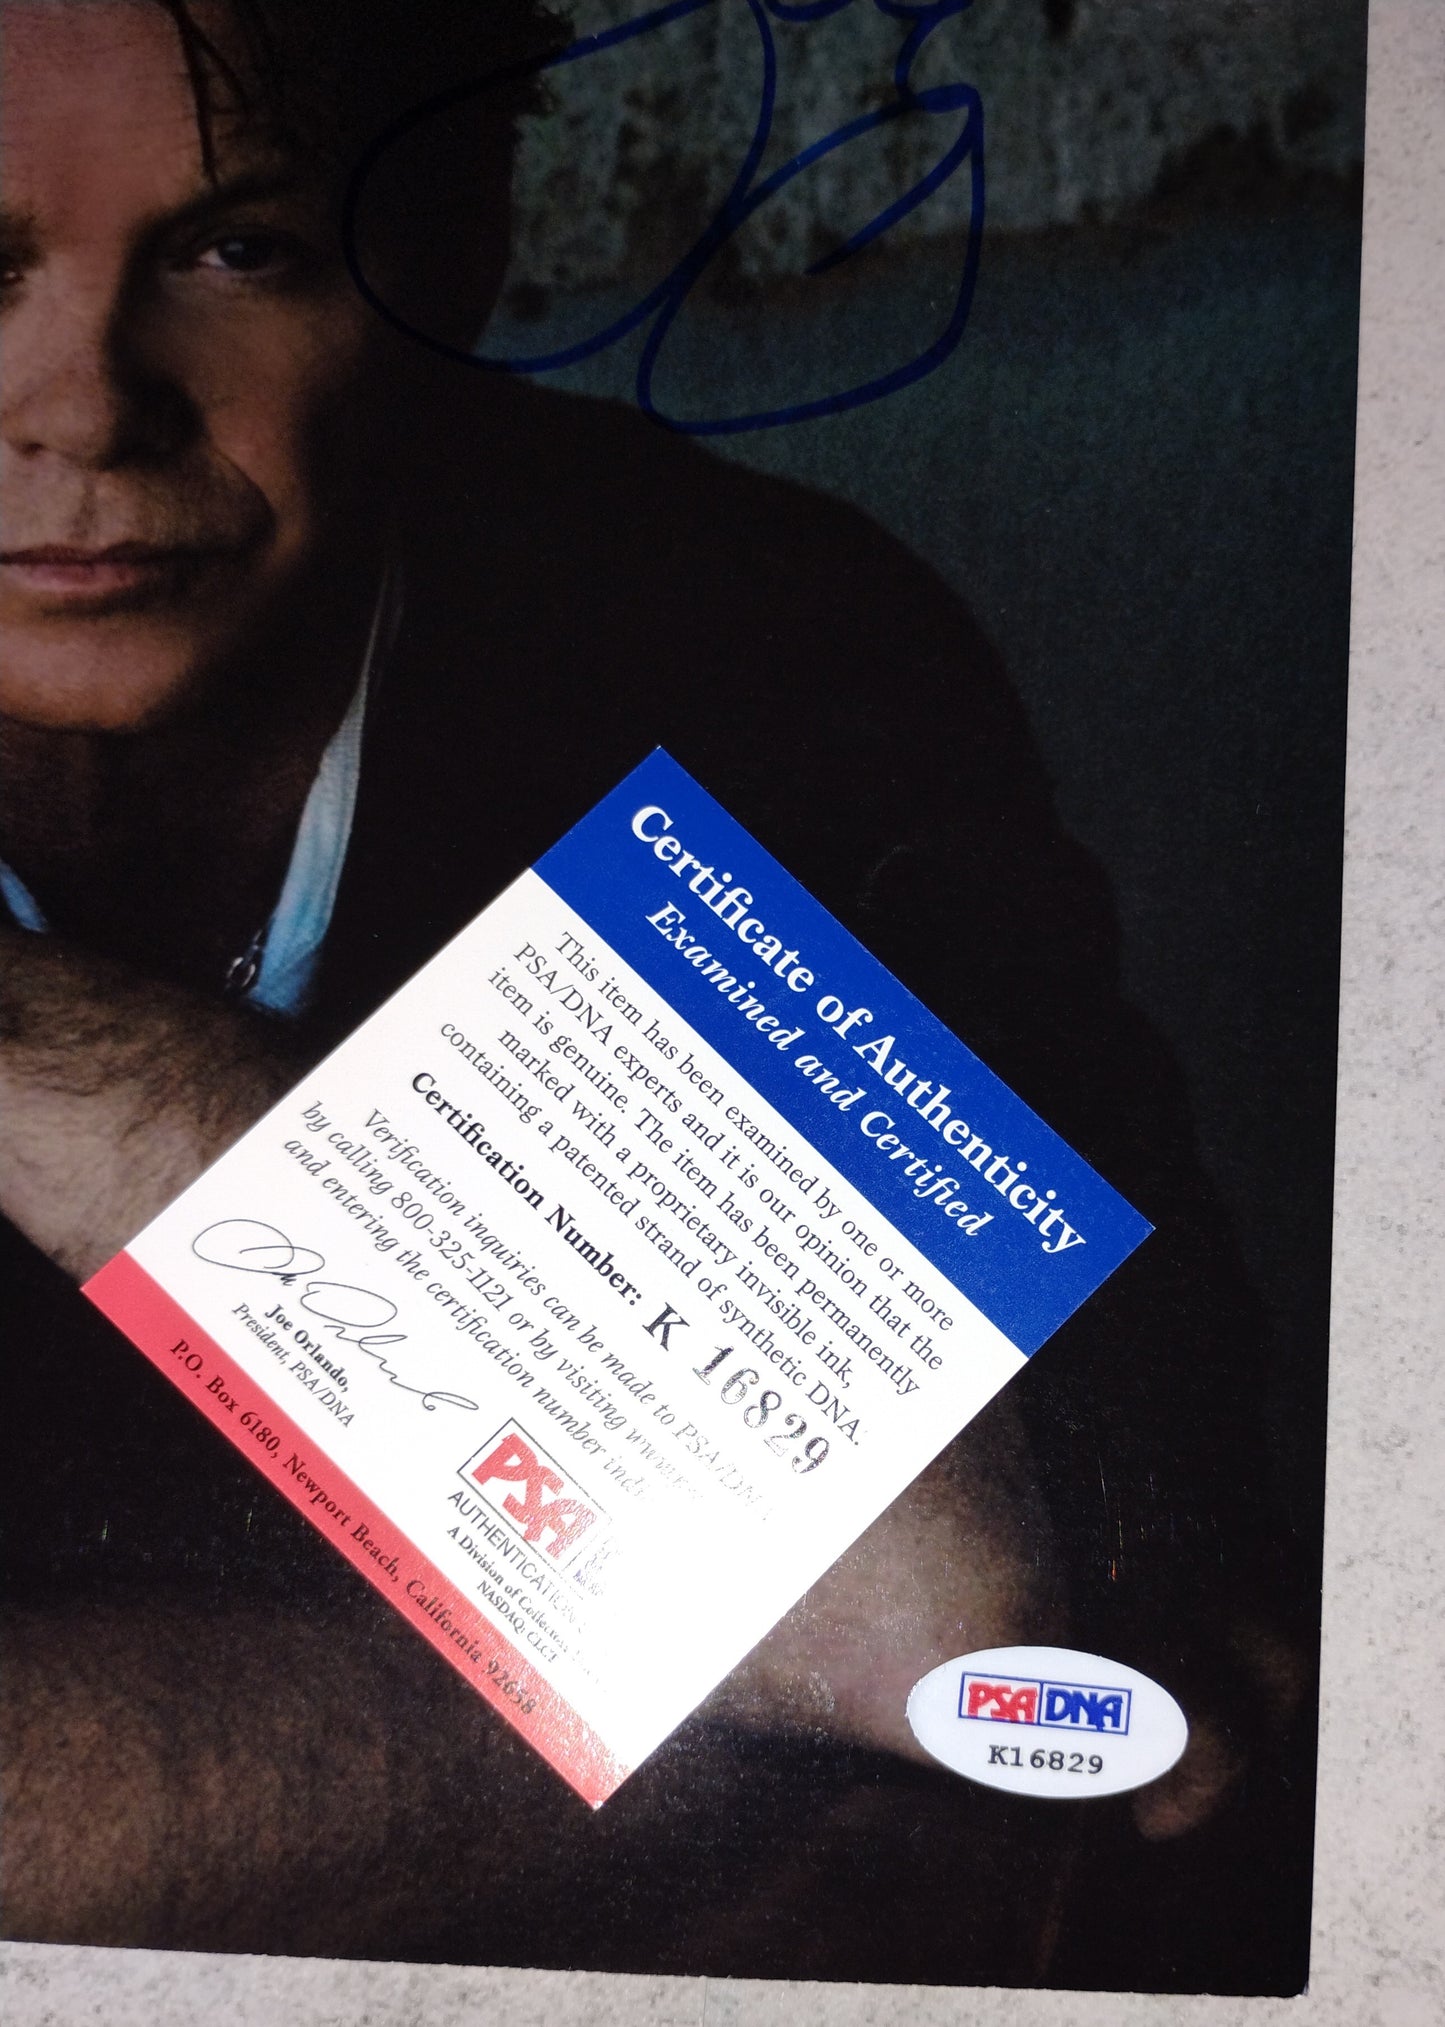 Certificate of Authenticity
Examined and Certified
This item has been examined by one or more
PSA/DNA experts and it is our opinion that the
item is genuine. The item has been permanently
marked with a proprietary invisible ink,
containing a patented strand of synthetic DNA.
Certification Number: K 16829
Verification inquiries can be made to PSA/DNA
by calling 800-325-1121 or by visiting
and entering the certification number
Joe Orlando,
President, PSA/DNA
PSA
AUTHENTICATION
A Division of
NASDAQ: CLCT
P.O. Box 6180, Newport Beach, California 92658
PSA DNA
K16829